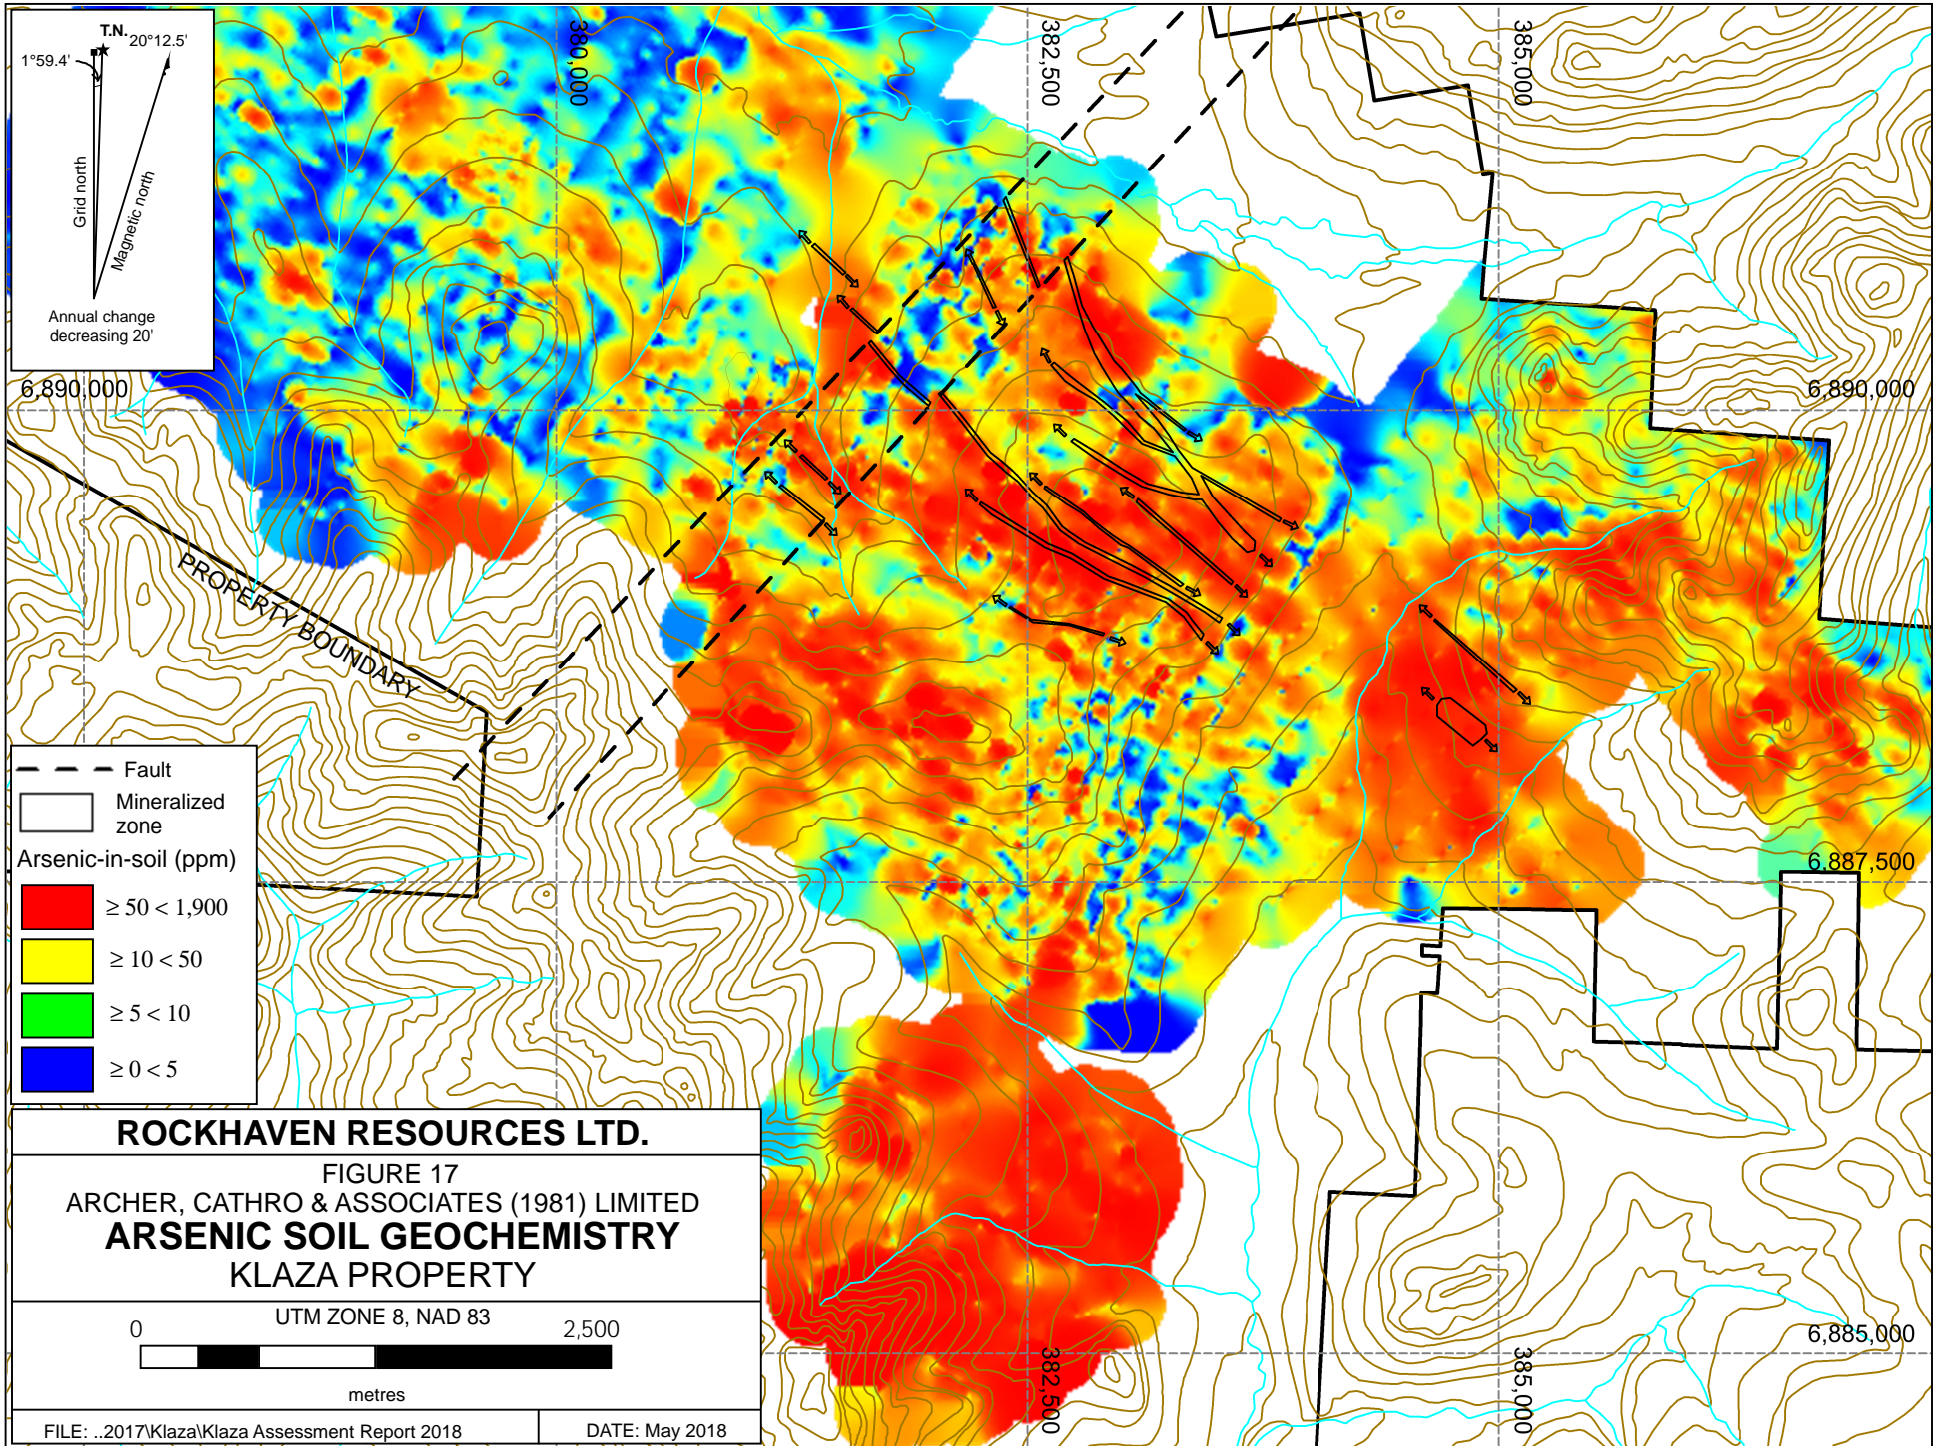 T.N.
20°12.5'
1°59.4'
Grid north
Magnetic north
Annual change
decreasing 20'
380,000
382,500
385,000
6,890,000
6,890,000
PROPERTY BOUNDARY
6,887,500
6,885,000
382,500
385,000
Fault
Mineralized
zone
Arsenic-in-soil (ppm)
≥ 50 < 1,900
≥ 10 < 50
≥ 5 < 10
≥ 0 < 5
ROCKHAVEN RESOURCES LTD.
FIGURE 17
ARCHER, CATHRO & ASSOCIATES (1981) LIMITED
ARSENIC SOIL GEOCHEMISTRY
KLAZA PROPERTY
UTM ZONE 8, NAD 83
0 2,500
metres
FILE: ..2017\Klaza\Klaza Assessment Report 2018
DATE: May 2018